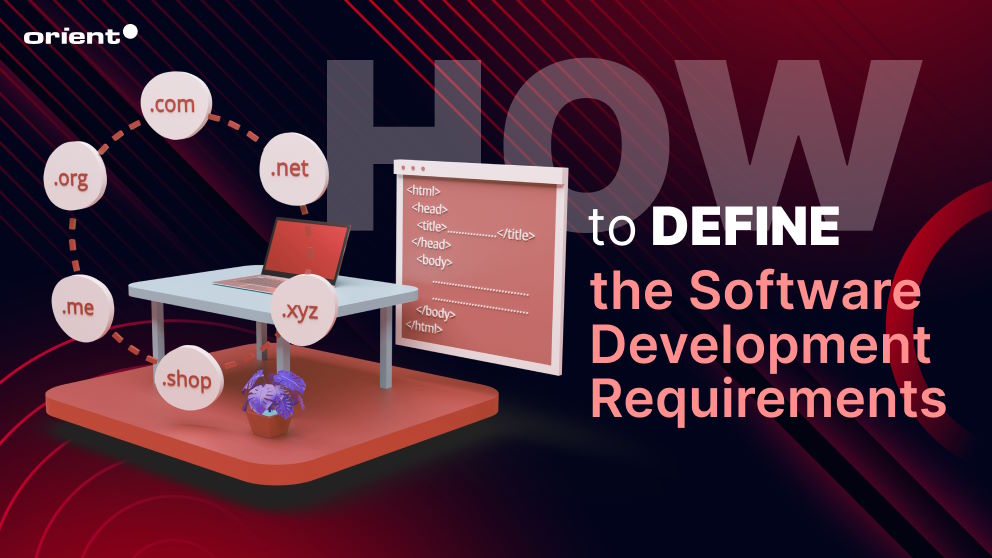 orient
HOW
to DEFINE
the Software
Development
Requirements
.com
.net
.org
.me
.xyz
.shop
<html>
<head>
<title>..................</title>
</head>
<body>
..............................
..............................
</body>
</html>